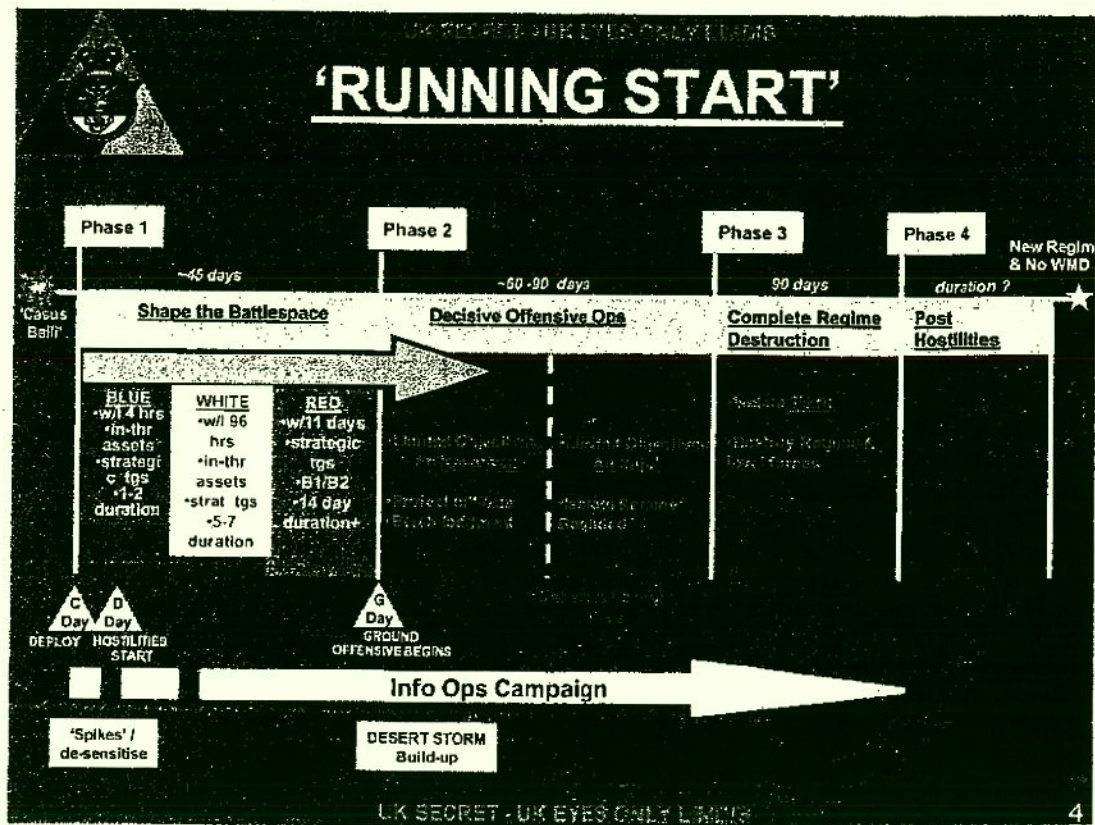 UK SECRET - UK EYES ONLY LIMDIS
'RUNNING START'
Phase 1
Phase 2
Phase 3
Phase 4
New Regim
& No WMD
~45 days
~60 -90 days
90 days
duration ?
'Casus
Belli'
Shape the Battlespace
Decisive Offensive Ops
Complete Regime
Destruction
Post
Hostilities
BLUE
•w/I 4 hrs
•in-thr
assets
•strategi
c tgs
•1-2
duration
WHITE
•w/I 96
hrs
•in-thr
assets
•strat tgs
•5-7
duration
RED
•w/11 days
•strategic
tgs
•B1/B2
•14 day
duration+
C
Day
DEPLOY
D
Day
HOSTILITIES
START
G
Day
GROUND
OFFENSIVE BEGINS
Info Ops Campaign
'Spikes' /
de-sensitise
DESERT STORM
Build-up
UK SECRET - UK EYES ONLY LIMDIS
4